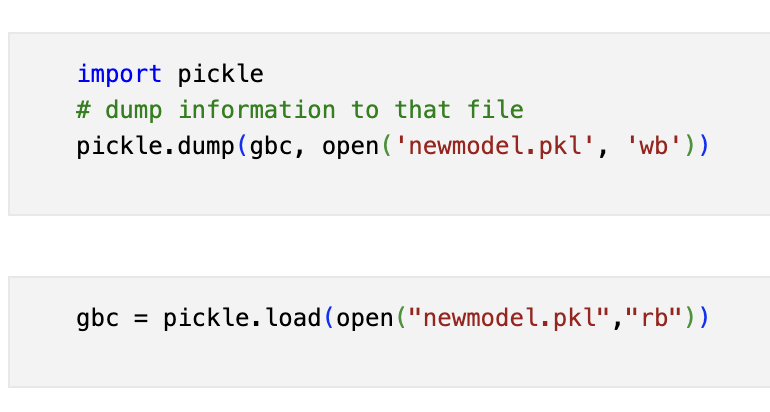 import pickle
# dump information to that file
pickle.dump(gbc, open('newmodel.pkl', 'wb'))
gbc = pickle.load(open("newmodel.pkl","rb"))